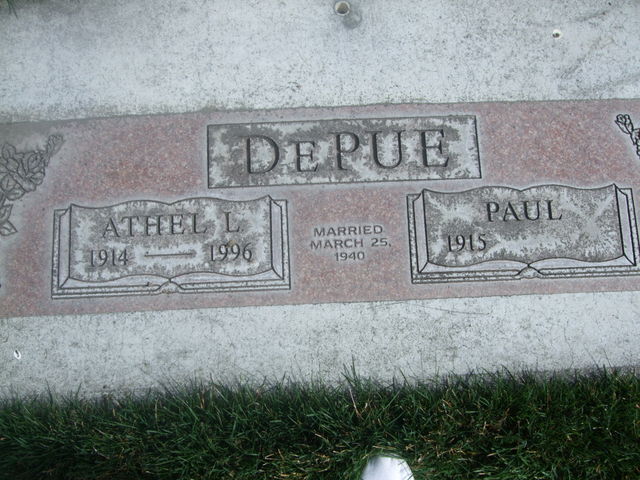 DePUE
ATHEL L
1914 — 1996
MARRIED
MARCH 25,
1940
PAUL
1915